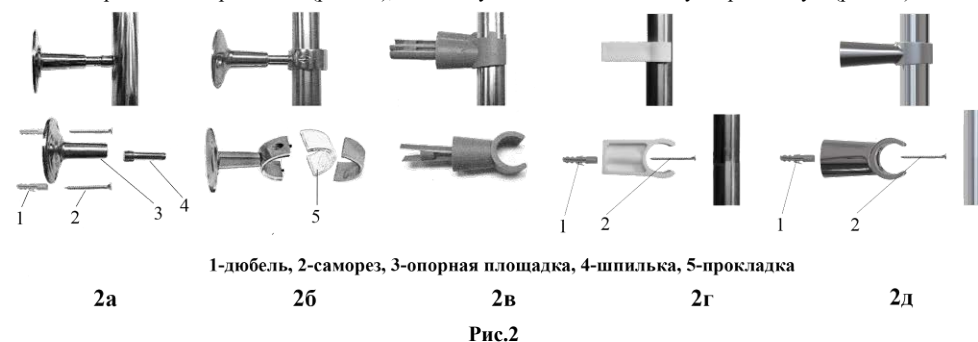 1 2 3 4
5
1 2
1 2
1-дюбель, 2-саморез, 3-опорная площадка, 4-шпилька, 5-прокладка
2а 2б 2в 2г 2д
Рис.2